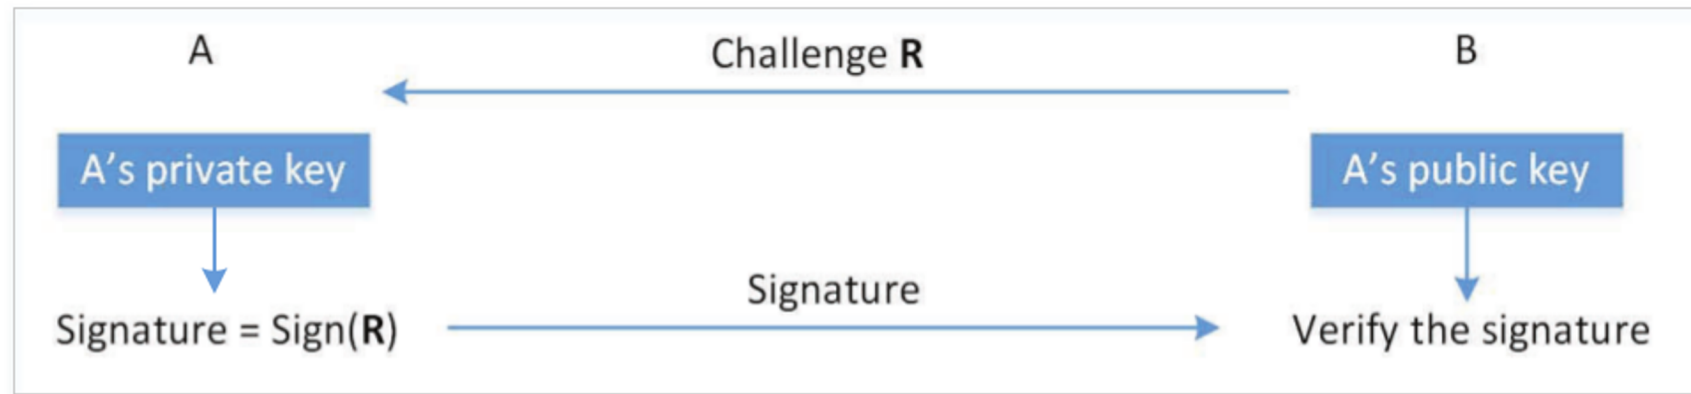 A
Challenge R
B
A's private key
A's public key
Signature = Sign(R)
Signature
Verify the signature